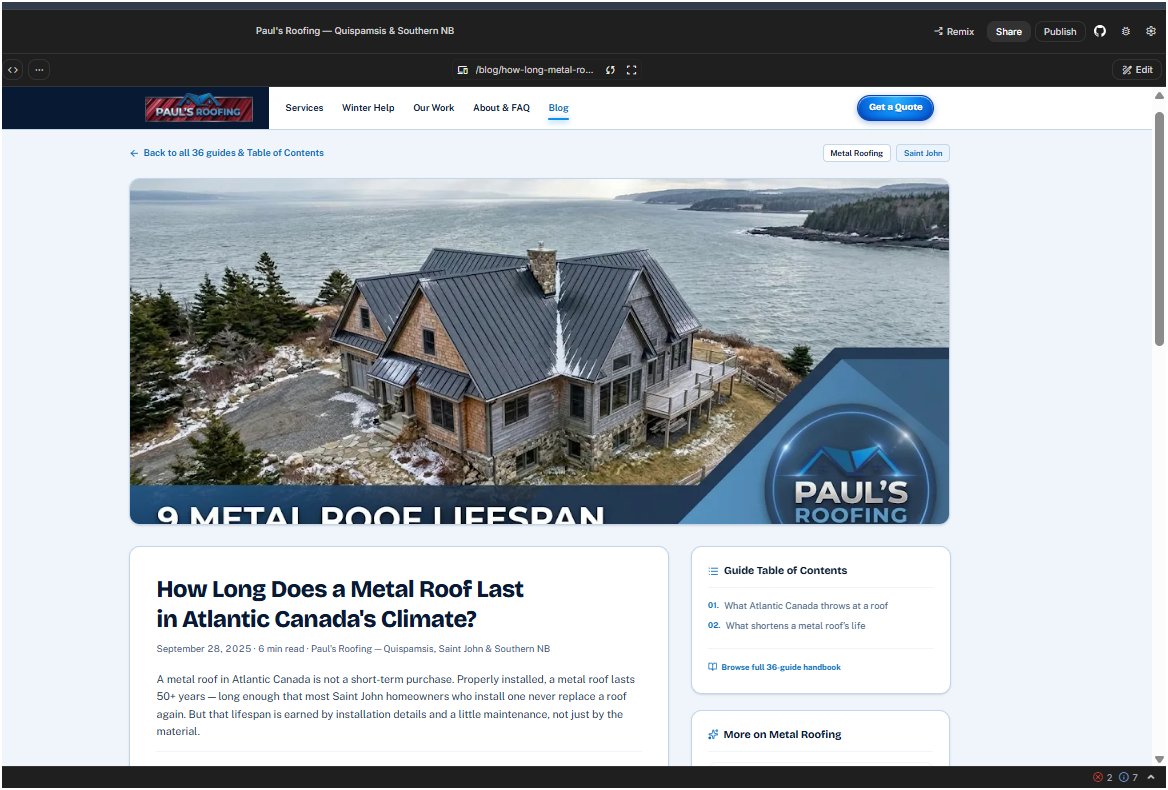 Paul's Roofing — Quispamsis & Southern NB
Remix
Share
Publish
/blog/how-long-metal-ro...
Edit
PAUL'S ROOFING
Services
Winter Help
Our Work
About & FAQ
Blog
Get a Quote
← Back to all 36 guides & Table of Contents
Metal Roofing
Saint John
9 METAL ROOF LIFESPAN
PAUL'S
ROOFING
How Long Does a Metal Roof Last
in Atlantic Canada's Climate?
September 28, 2025 · 6 min read · Paul's Roofing — Quispamsis, Saint John & Southern NB
A metal roof in Atlantic Canada is not a short-term purchase. Properly installed, a metal roof lasts
50+ years — long enough that most Saint John homeowners who install one never replace a roof
again. But that lifespan is earned by installation details and a little maintenance, not just by the
material.
Guide Table of Contents
01. What Atlantic Canada throws at a roof
02. What shortens a metal roof's life
Browse full 36-guide handbook
More on Metal Roofing
2
7